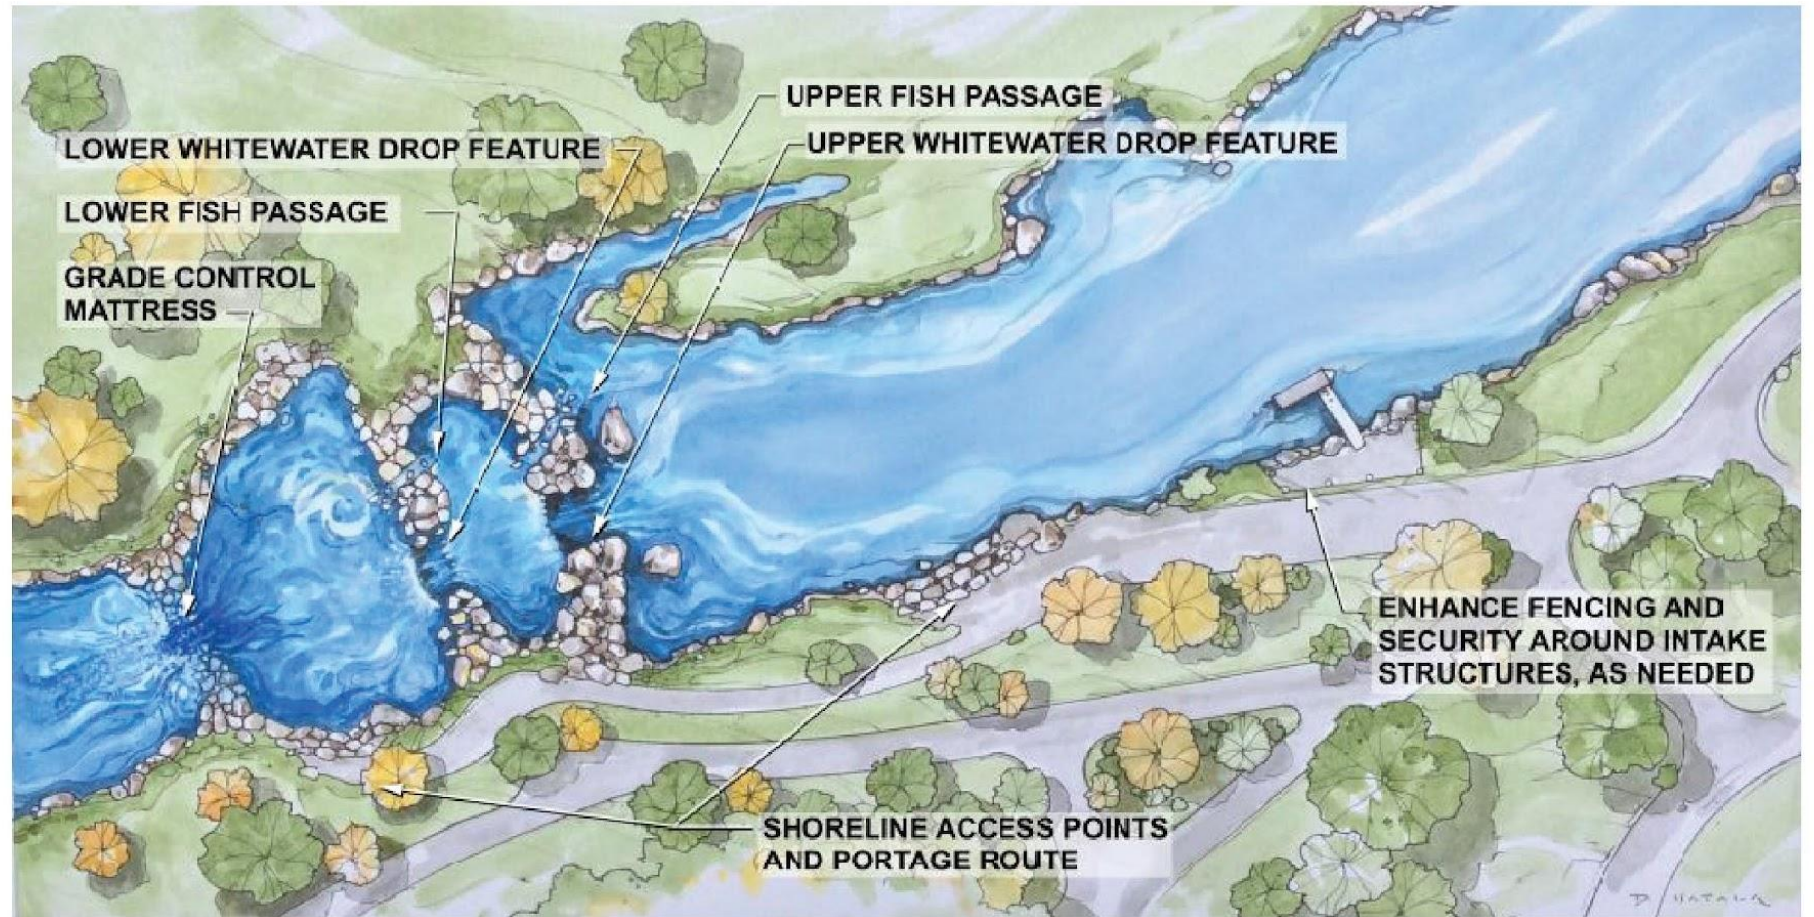 UPPER FISH PASSAGE
UPPER WHITEWATER DROP FEATURE
LOWER WHITEWATER DROP FEATURE
LOWER FISH PASSAGE
GRADE CONTROL
MATTRESS
ENHANCE FENCING AND
SECURITY AROUND INTAKE
STRUCTURES, AS NEEDED
SHORELINE ACCESS POINTS
AND PORTAGE ROUTE